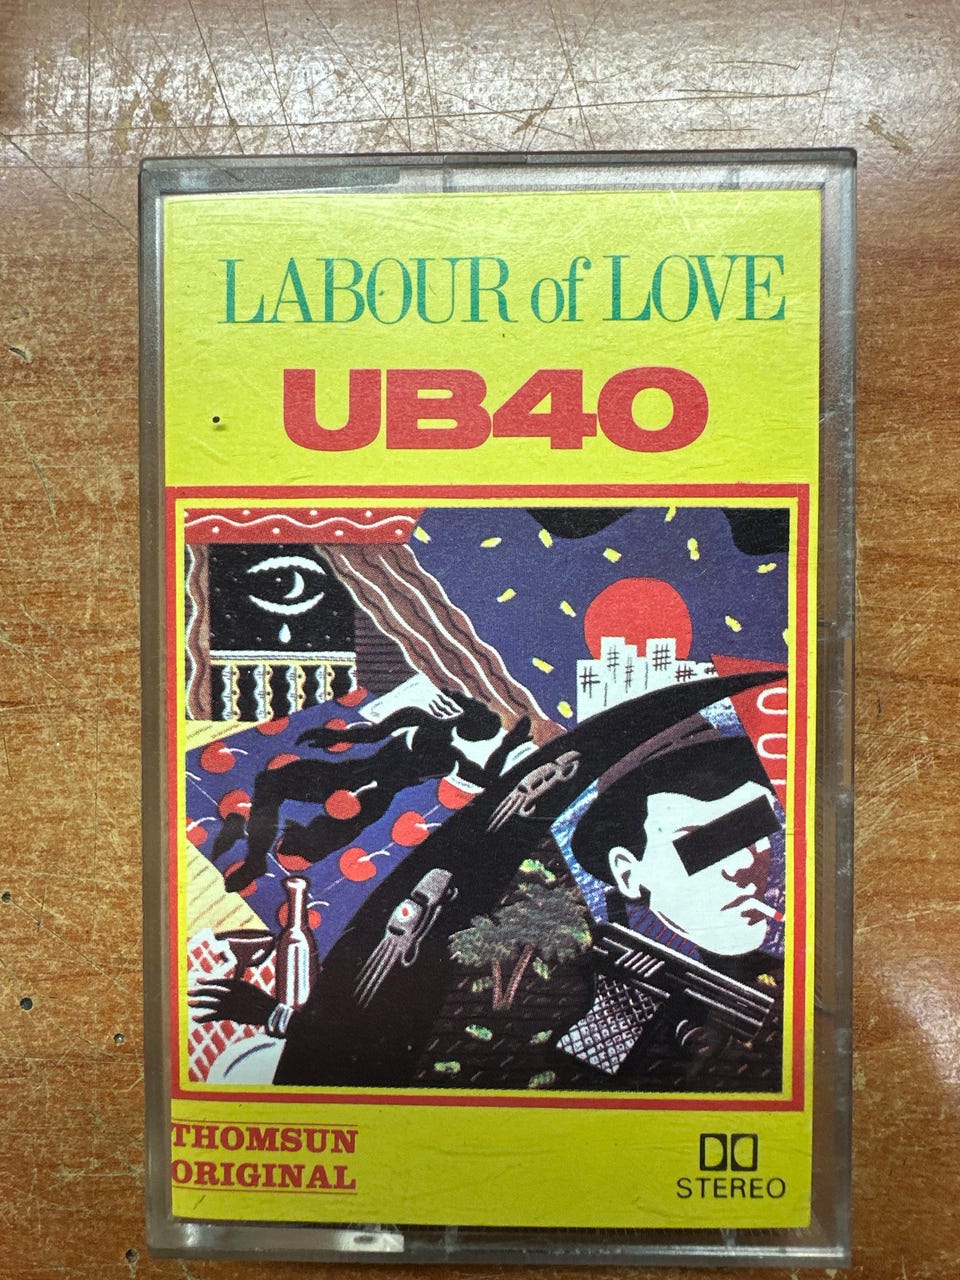 LABOUR of LOVE
UB40
THOMSUN
ORIGINAL
STEREO